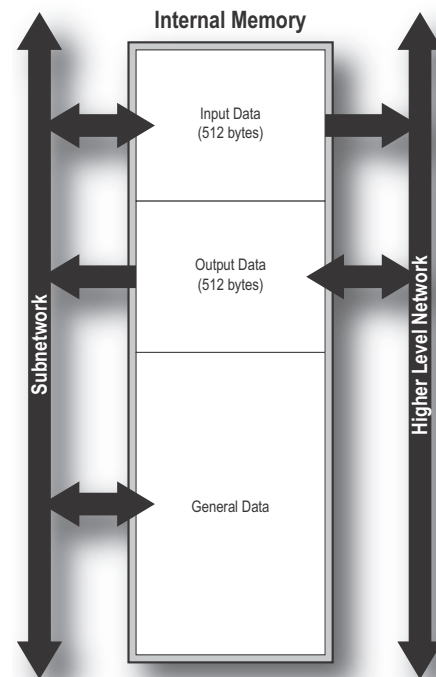 Internal Memory
Input Data
(512 bytes)
Output Data
(512 bytes)
General Data
Subnetwork
Higher Level Network